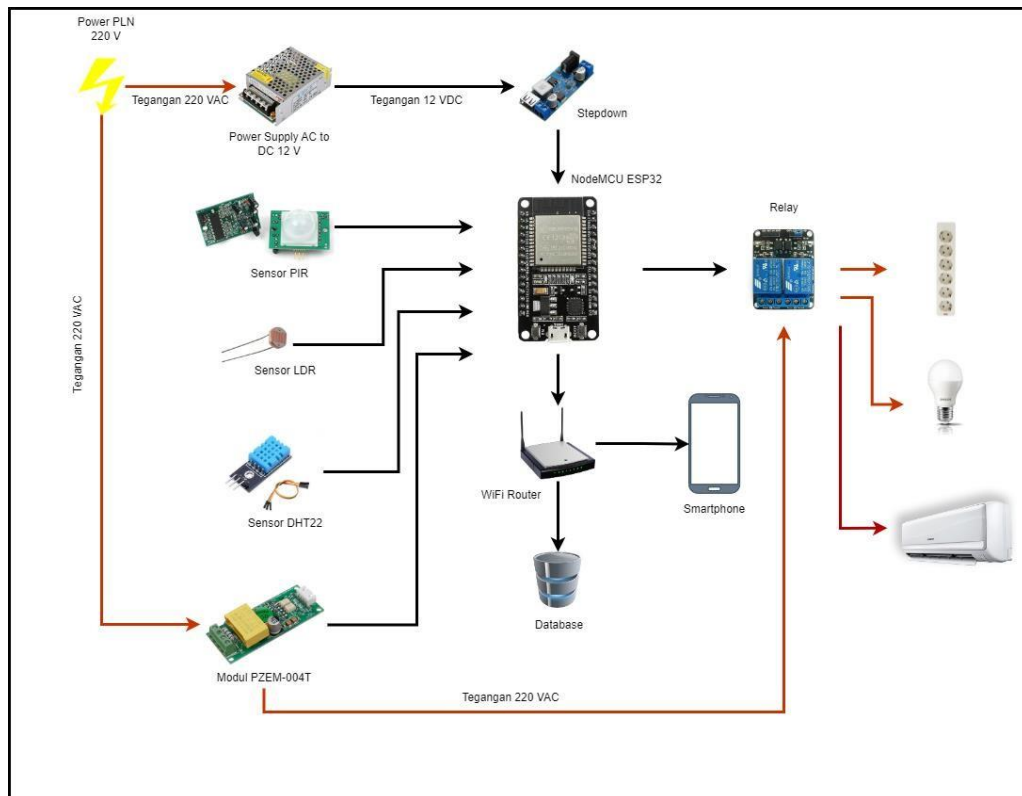 Power PLN
220 V
Tegangan 220 VAC
Tegangan 12 VDC
Stepdown
Power Supply AC to
DC 12 V
NodeMCU ESP32
Relay
Sensor PIR
Tegangan 220 VAC
Sensor LDR
WiFi Router
Smartphone
Sensor DHT22
Database
Modul PZEM-004T
Tegangan 220 VAC